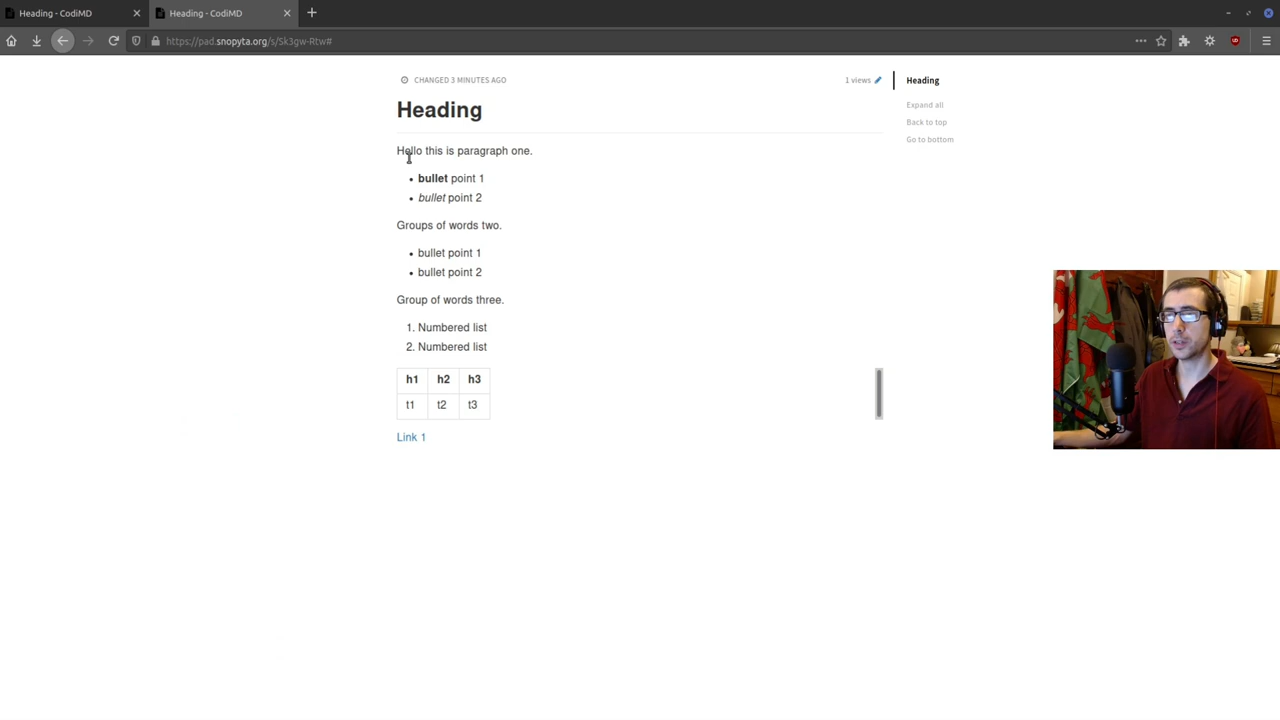 Heading - CodiMD
Heading - CodiMD
https://pad.snopyta.org/s/Sk3gw-Rtw#
CHANGED 3 MINUTES AGO
1 views
Heading
Hello this is paragraph one.
• bullet point 1
• bullet point 2
Groups of words two.
• bullet point 1
• bullet point 2
Group of words three.
1. Numbered list
2. Numbered list
h1 h2 h3
t1 t2 t3
Link 1
Heading
Expand all
Back to top
Go to bottom